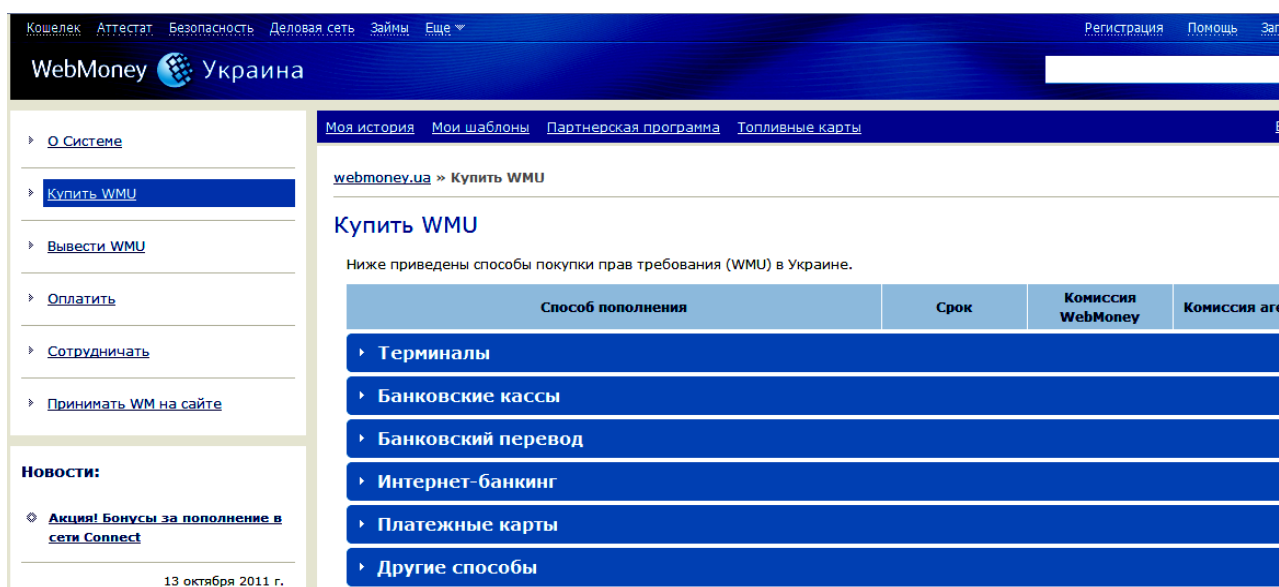 Кошелек Аттестат Безопасность Деловая сеть Займы Еще
Регистрация Помощь
WebMoney Украина
О Системе
Купить WMU
Вывести WMU
Оплатить
Сотрудничать
Принимать WM на сайте
Новости:
Акция! Бонусы за пополнение в
сети Connect
13 октября 2011 г.
Моя история Мои шаблоны Партнерская программа Топливные карты
webmoney.ua » Купить WMU
Купить WMU
Ниже приведены способы покупки прав требования (WMU) в Украине.
Способ пополнения
Срок
Комиссия
WebMoney
Комиссия
Терминалы
Банковские кассы
Банковский перевод
Интернет-банкинг
Платежные карты
Другие способы